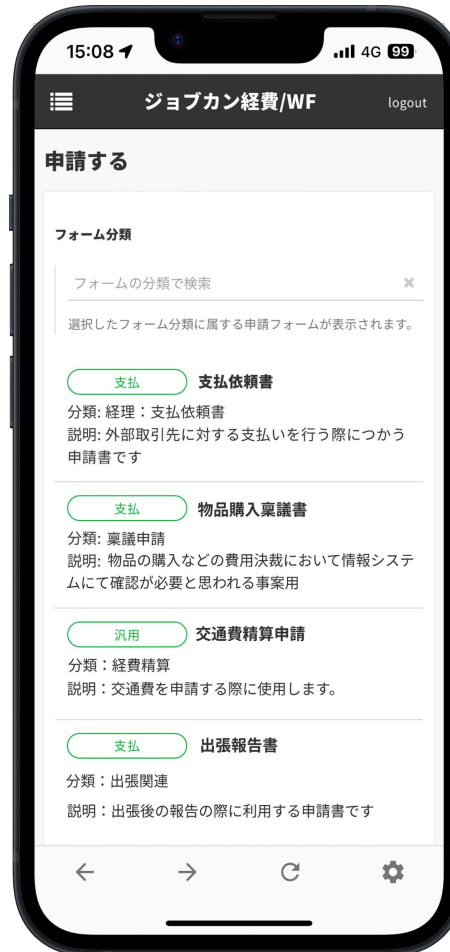 15:08 4G 99
ジョブカン経費/WF logout
申請する
フォーム分類
フォームの分類で検索
選択したフォーム分類に属する申請フォームが表示されます。
支払 支払依頼書
分類: 経理：支払依頼書
説明: 外部取引先に対する支払いを行う際につかう
申請書です
支払 物品購入稟議書
分類: 稟議申請
説明: 物品の購入などの費用決裁において情報システ
ムにて確認が必要と思われる事案用
汎用 交通費精算申請
分類：経費精算
説明：交通費を申請する際に使用します。
支払 出張報告書
分類：出張関連
説明：出張後の報告の際に利用する申請書です